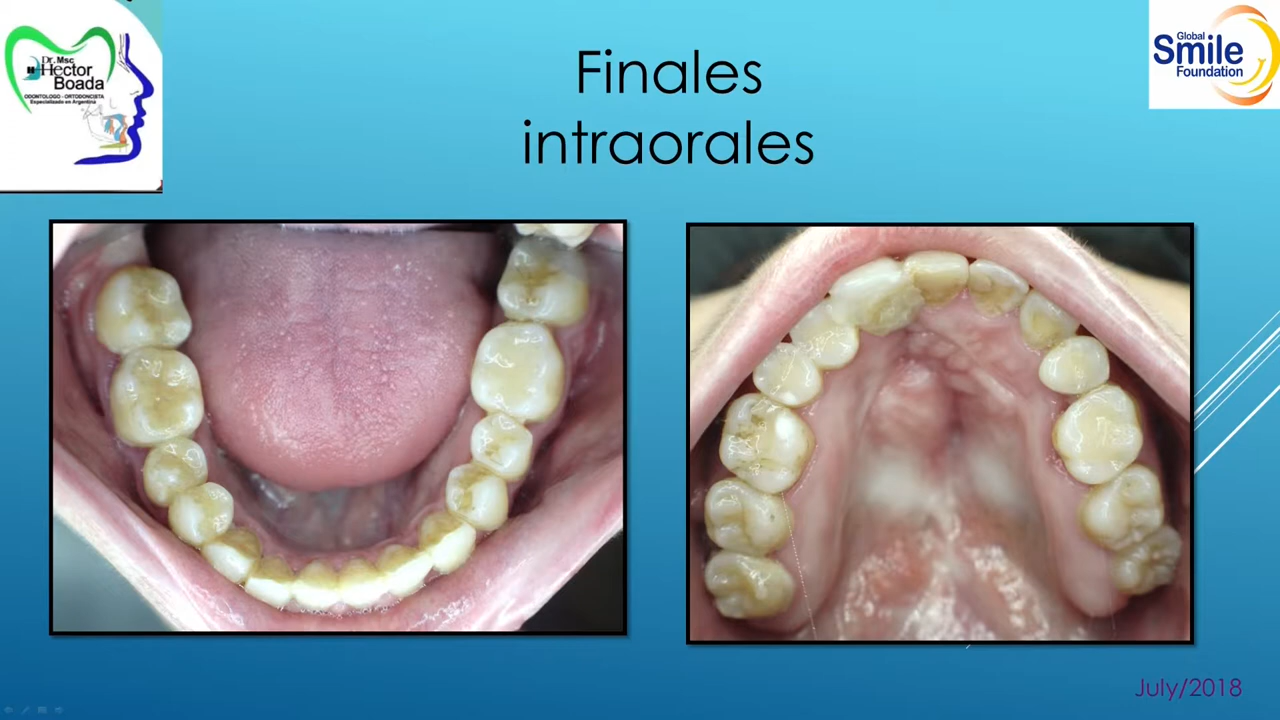 Dr. Msc
Hector
Boada
ODONTOLOGO - ORTODONCISTA
Especializado en Argentina
Finales
intraorales
Global
Smile
Foundation
July/2018